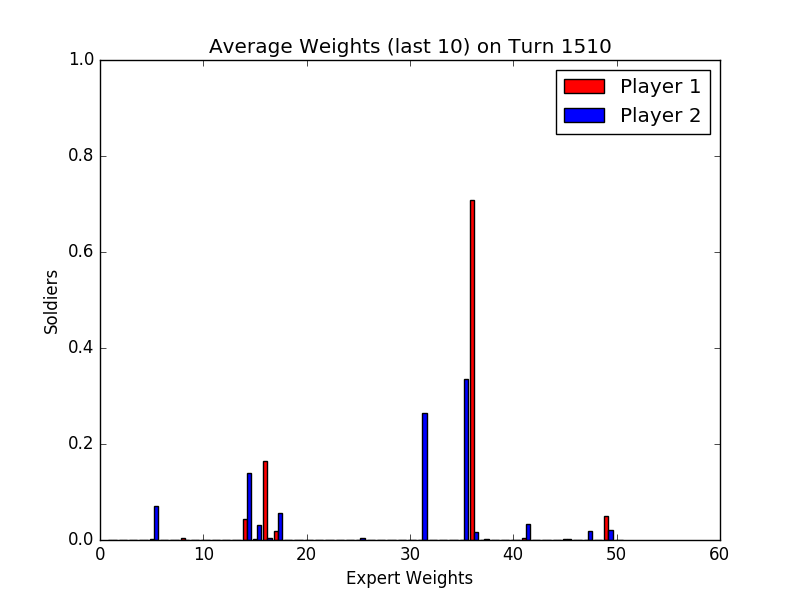 Average Weights (last 10) on Turn 1510
1.0
0.8
0.6
0.4
0.2
0.0
Soldiers
Player 1
Player 2
0 10 20 30 40 50 60
Expert Weights